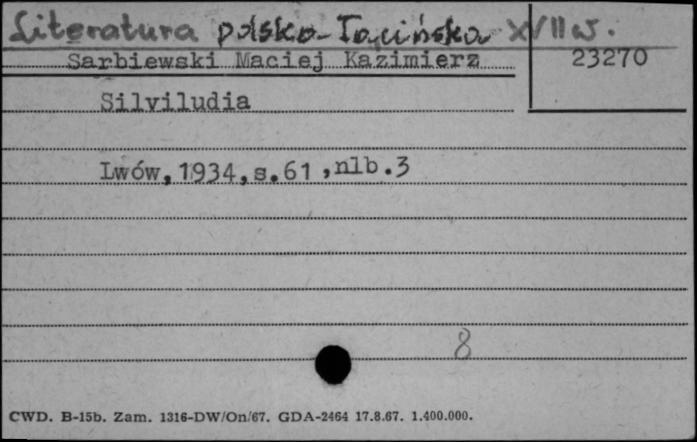 Literatura polsko-łacińska XVII w.
Sarbiewski Maciej Kazimierz
23270
Silviludia
Lwów, 1934, s.61 , nlb.3
8
CWD. B-15b. Zam. 1316-DW/On/67. GDA-2464 17.8.67. 1.400.000.